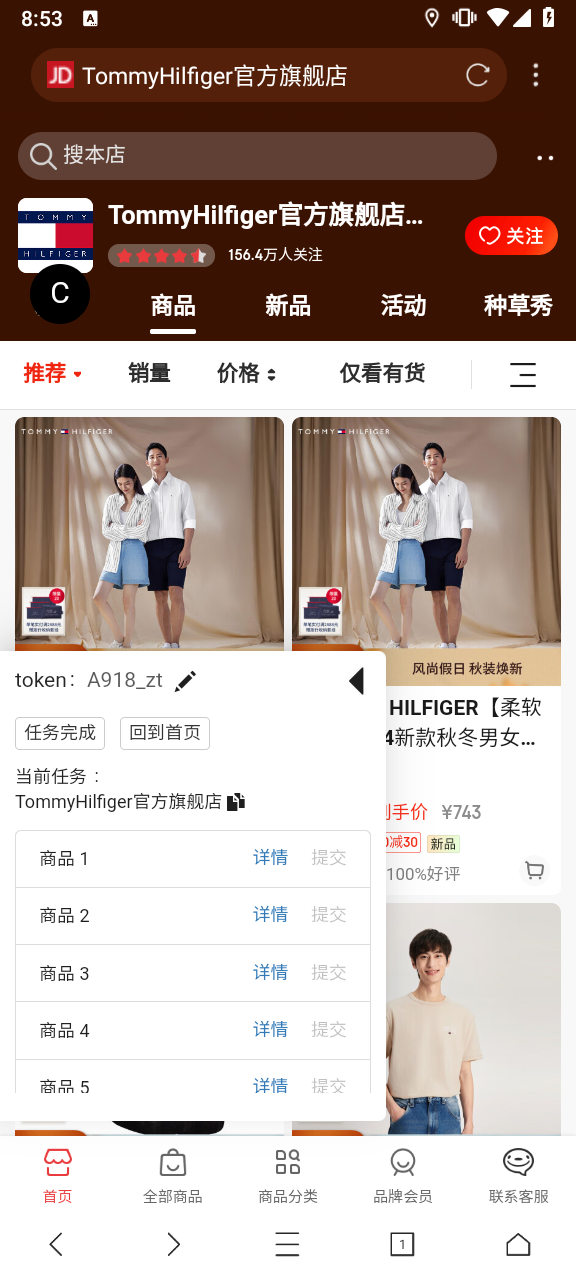 8:53
A
JD TommyHilfiger官方旗舰店
搜本店
TOMMY
HILFIGER
TommyHilfiger官方旗舰店...
156.4万人关注
关注
C
商品 新品 活动 种草秀
推荐 销量 价格 仅看有货
TOMMY HILFIGER
TOMMY HILFIGER
风尚假日 秋装焕新
token： A918_zt
任务完成 回到首页
当前任务：
TommyHilfiger官方旗舰店
商品 1 详情 提交
商品 2 详情 提交
商品 3 详情 提交
商品 4 详情 提交
商品 5 详情 提交
HILFIGER【柔软
4新款秋冬男女...
到手价 ¥743
减30 新品
100%好评
首页 全部商品 商品分类 品牌会员 联系客服
1